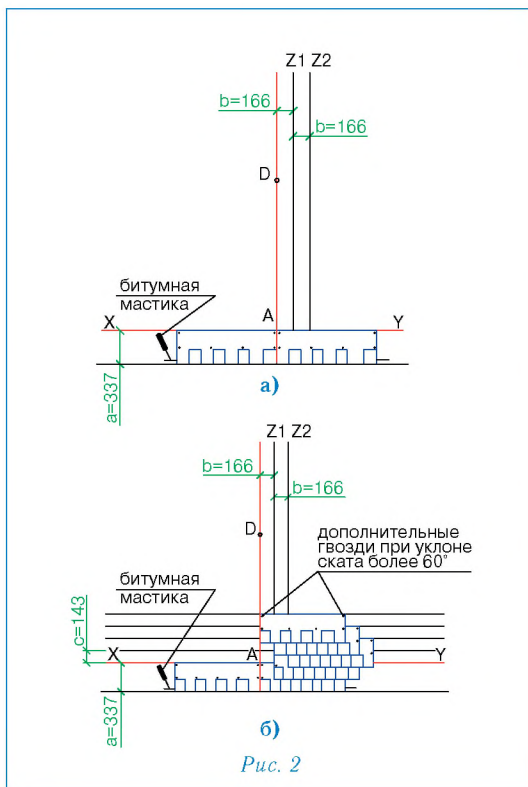 Z1 Z2
b=166
b=166
D
битумная
мастика
X
A
Y
a=337
а)
Z1 Z2
b=166
b=166
D
дополнительные
гвозди при уклоне
ската более 60°
битумная
мастика
c=143
X
A
Y
a=337
б)
Рис. 2